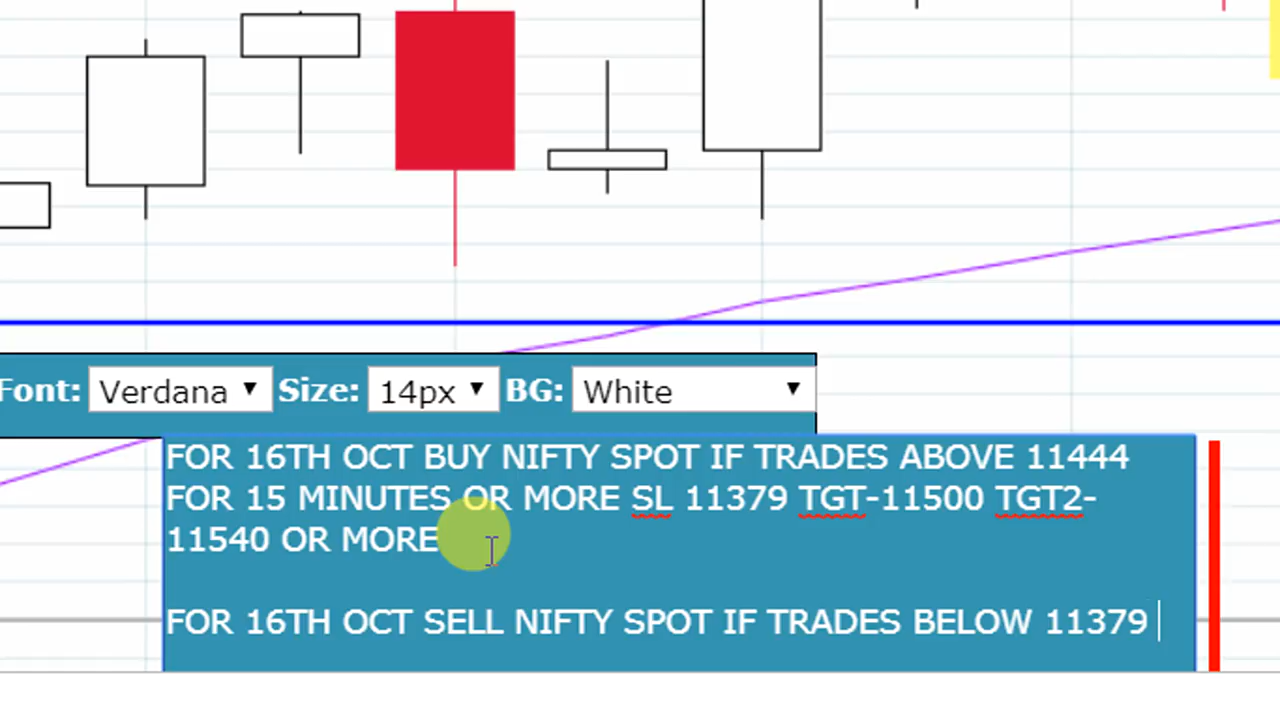 Font: Verdana Size: 14px BG: White
FOR 16TH OCT BUY NIFTY SPOT IF TRADES ABOVE 11444
FOR 15 MINUTES OR MORE SL 11379 TGT-11500 TGT2-
11540 OR MORE
FOR 16TH OCT SELL NIFTY SPOT IF TRADES BELOW 11379